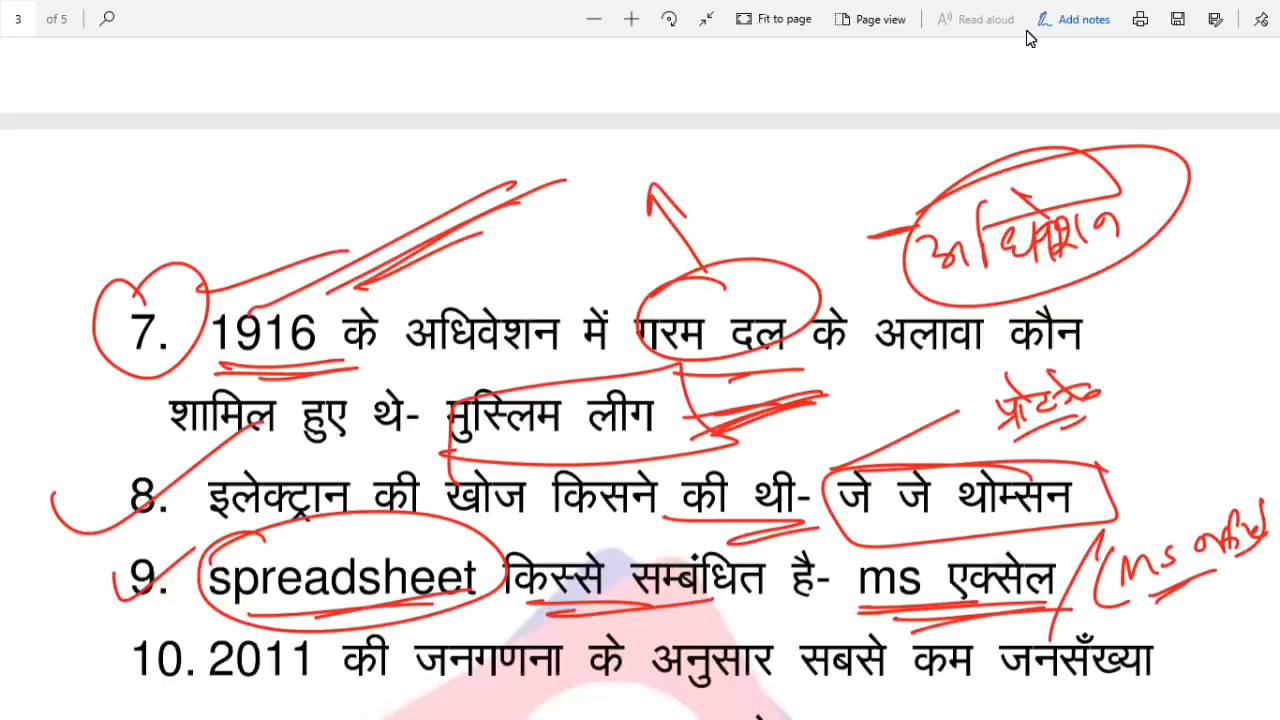 3 of 5 Fit to page Page view Read aloud Add notes
अधिवेशन
7. 1916 के अधिवेशन में गरम दल के अलावा कौन
शामिल हुए थे- मुस्लिम लीग
8. इलेक्ट्रान की खोज किसने की थी- जे जे थोम्सन
9. spreadsheet किस्से सम्बंधित है- ms एक्सेल
ms
10. 2011 की जनगणना के अनुसार सबसे कम जनसँख्या